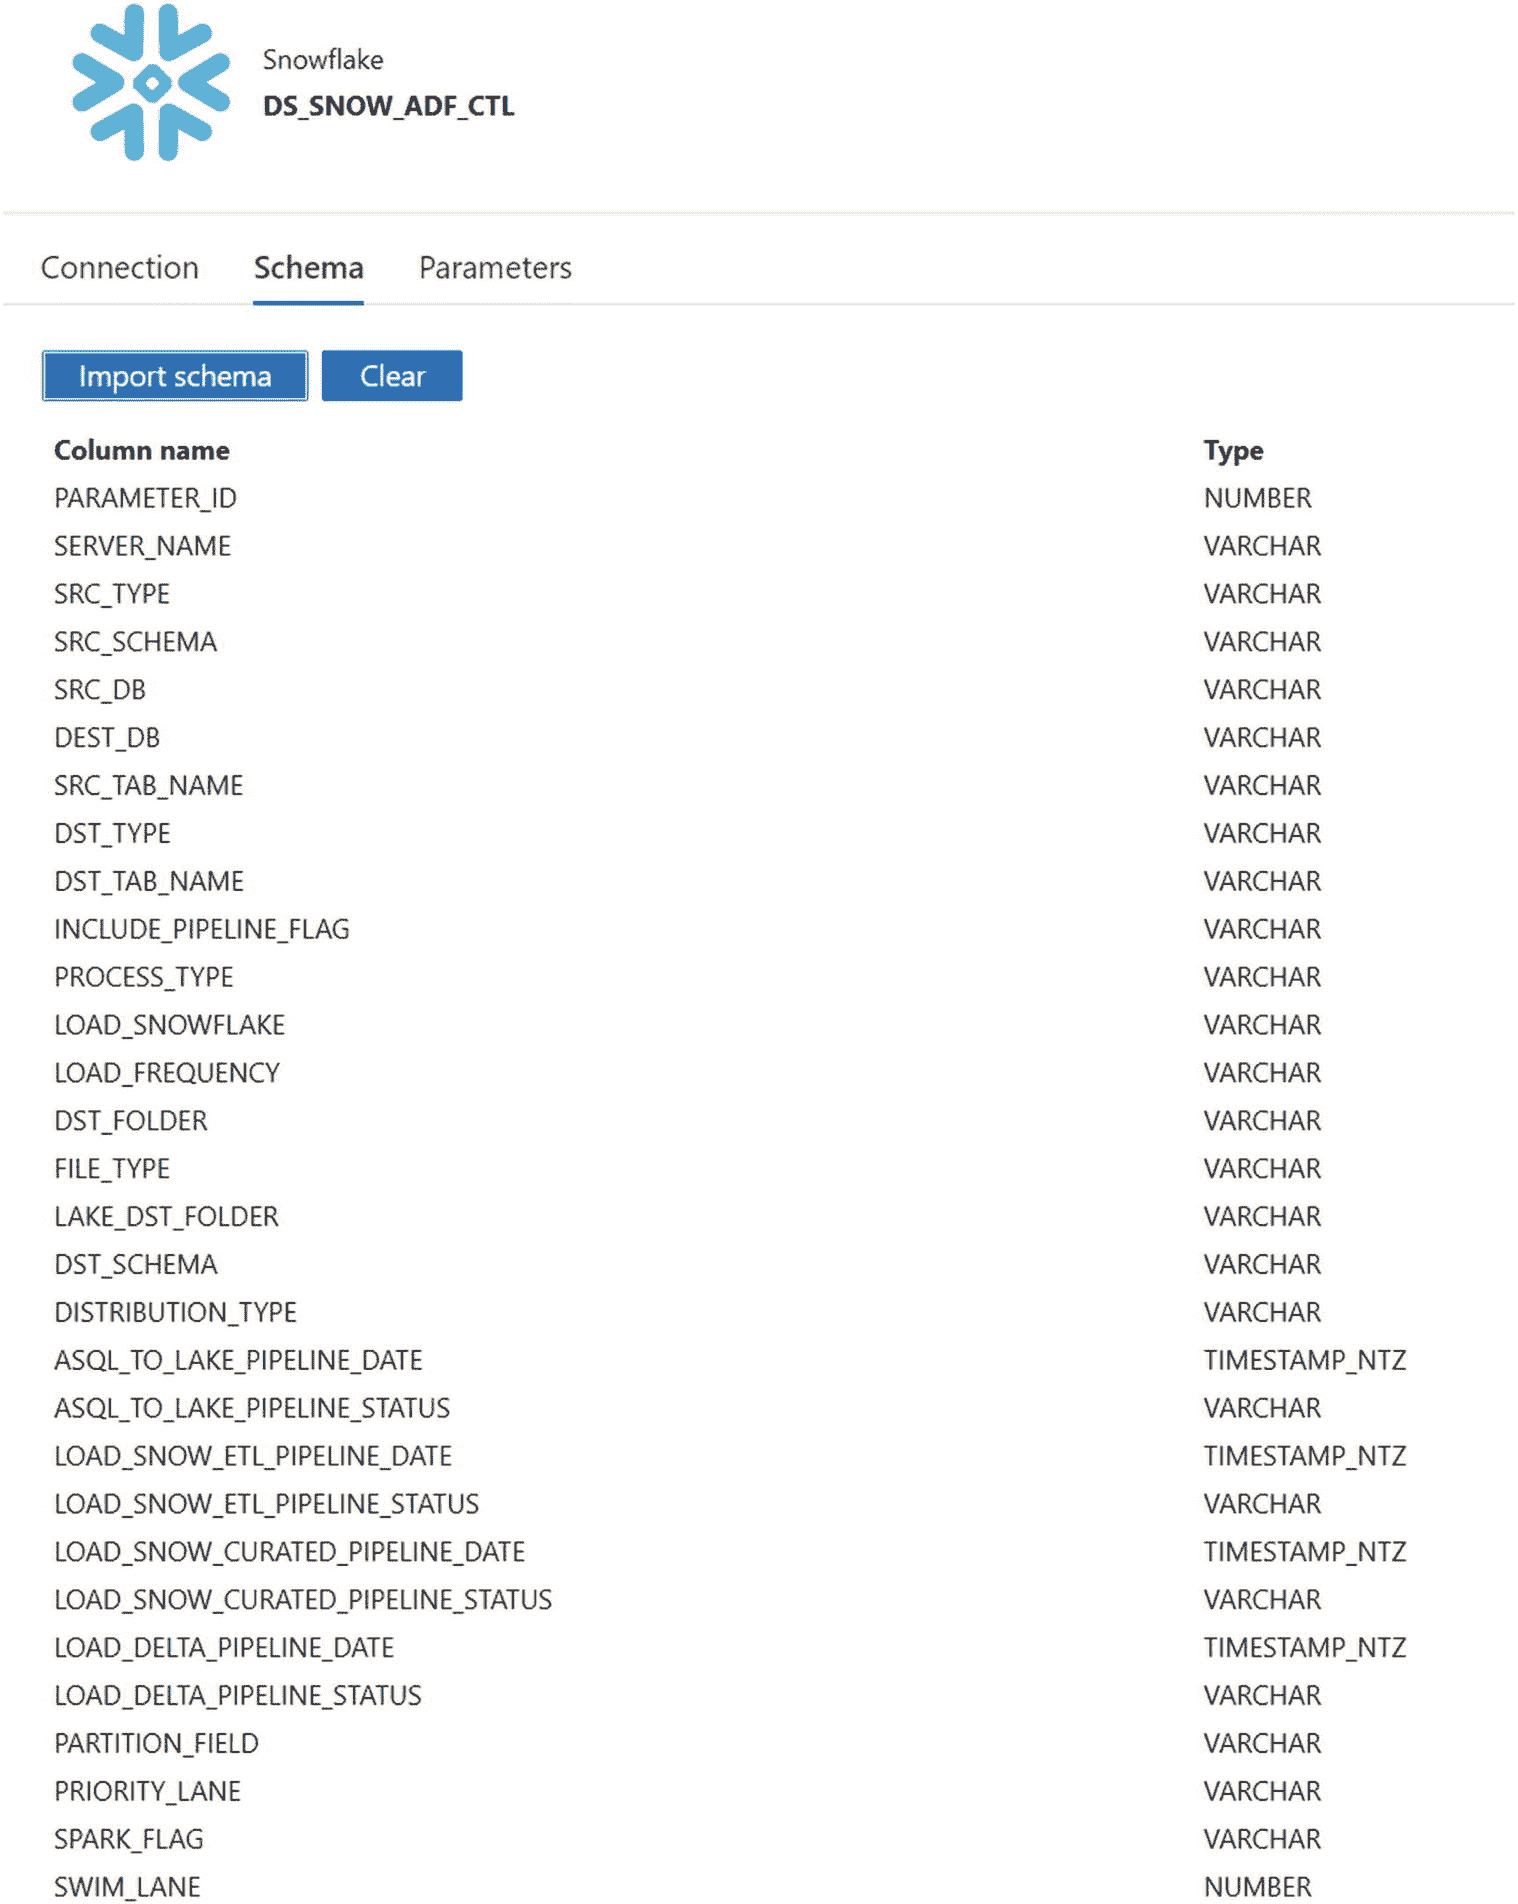 Snowflake
DS_SNOW_ADF_CTL
Connection Schema Parameters
Import schema Clear
Column name Type
PARAMETER_ID NUMBER
SERVER_NAME VARCHAR
SRC_TYPE VARCHAR
SRC_SCHEMA VARCHAR
SRC_DB VARCHAR
DEST_DB VARCHAR
SRC_TAB_NAME VARCHAR
DST_TYPE VARCHAR
DST_TAB_NAME VARCHAR
INCLUDE_PIPELINE_FLAG VARCHAR
PROCESS_TYPE VARCHAR
LOAD_SNOWFLAKE VARCHAR
LOAD_FREQUENCY VARCHAR
DST_FOLDER VARCHAR
FILE_TYPE VARCHAR
LAKE_DST_FOLDER VARCHAR
DST_SCHEMA VARCHAR
DISTRIBUTION_TYPE VARCHAR
ASQL_TO_LAKE_PIPELINE_DATE TIMESTAMP_NTZ
ASQL_TO_LAKE_PIPELINE_STATUS VARCHAR
LOAD_SNOW_ETL_PIPELINE_DATE TIMESTAMP_NTZ
LOAD_SNOW_ETL_PIPELINE_STATUS VARCHAR
LOAD_SNOW_CURATED_PIPELINE_DATE TIMESTAMP_NTZ
LOAD_SNOW_CURATED_PIPELINE_STATUS VARCHAR
LOAD_DELTA_PIPELINE_DATE TIMESTAMP_NTZ
LOAD_DELTA_PIPELINE_STATUS VARCHAR
PARTITION_FIELD VARCHAR
PRIORITY_LANE VARCHAR
SPARK_FLAG VARCHAR
SWIM_LANE NUMBER